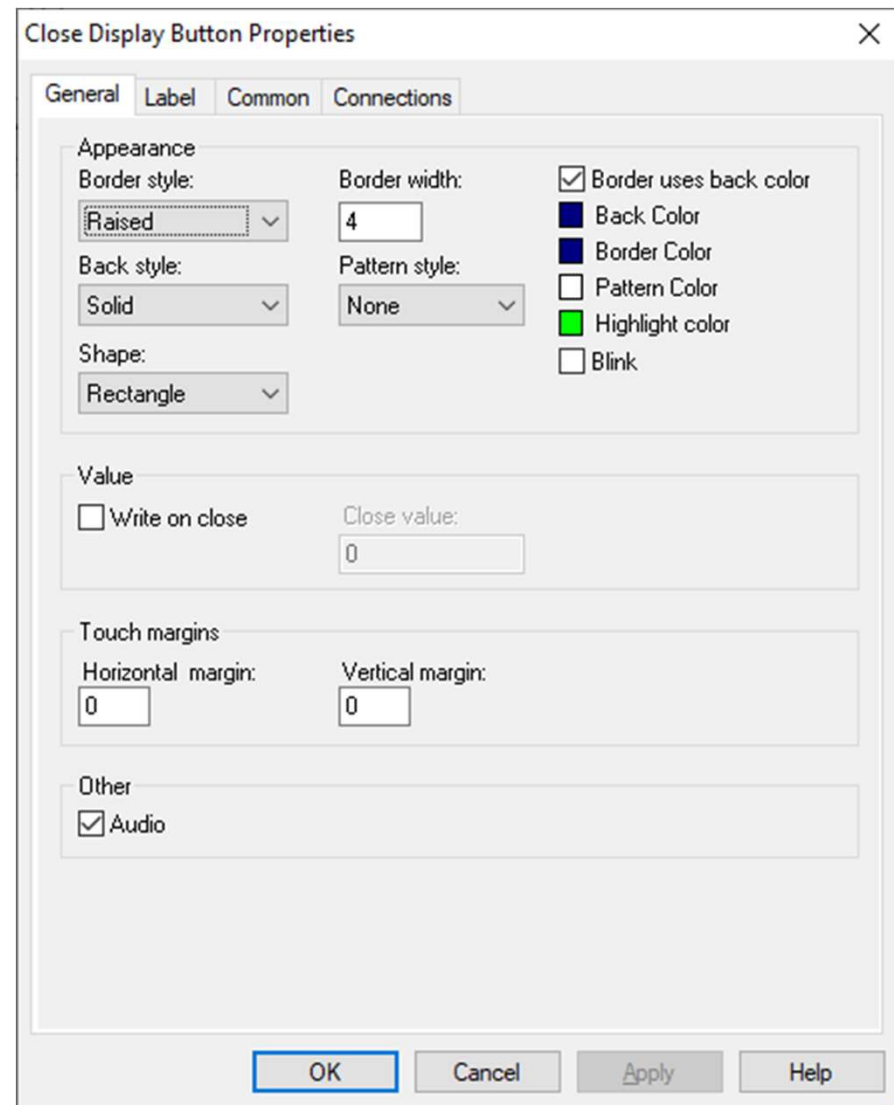 Close Display Button Properties
General Label Common Connections
Appearance
Border style: Border width: Border uses back color
Raised 4 Back Color
Border Color
Back style: Pattern style:
Solid None Pattern Color
Highlight color
Shape: Blink
Rectangle
Value
Write on close Close value:
0
Touch margins
Horizontal margin: Vertical margin:
0 0
Other
Audio
OK Cancel Apply Help